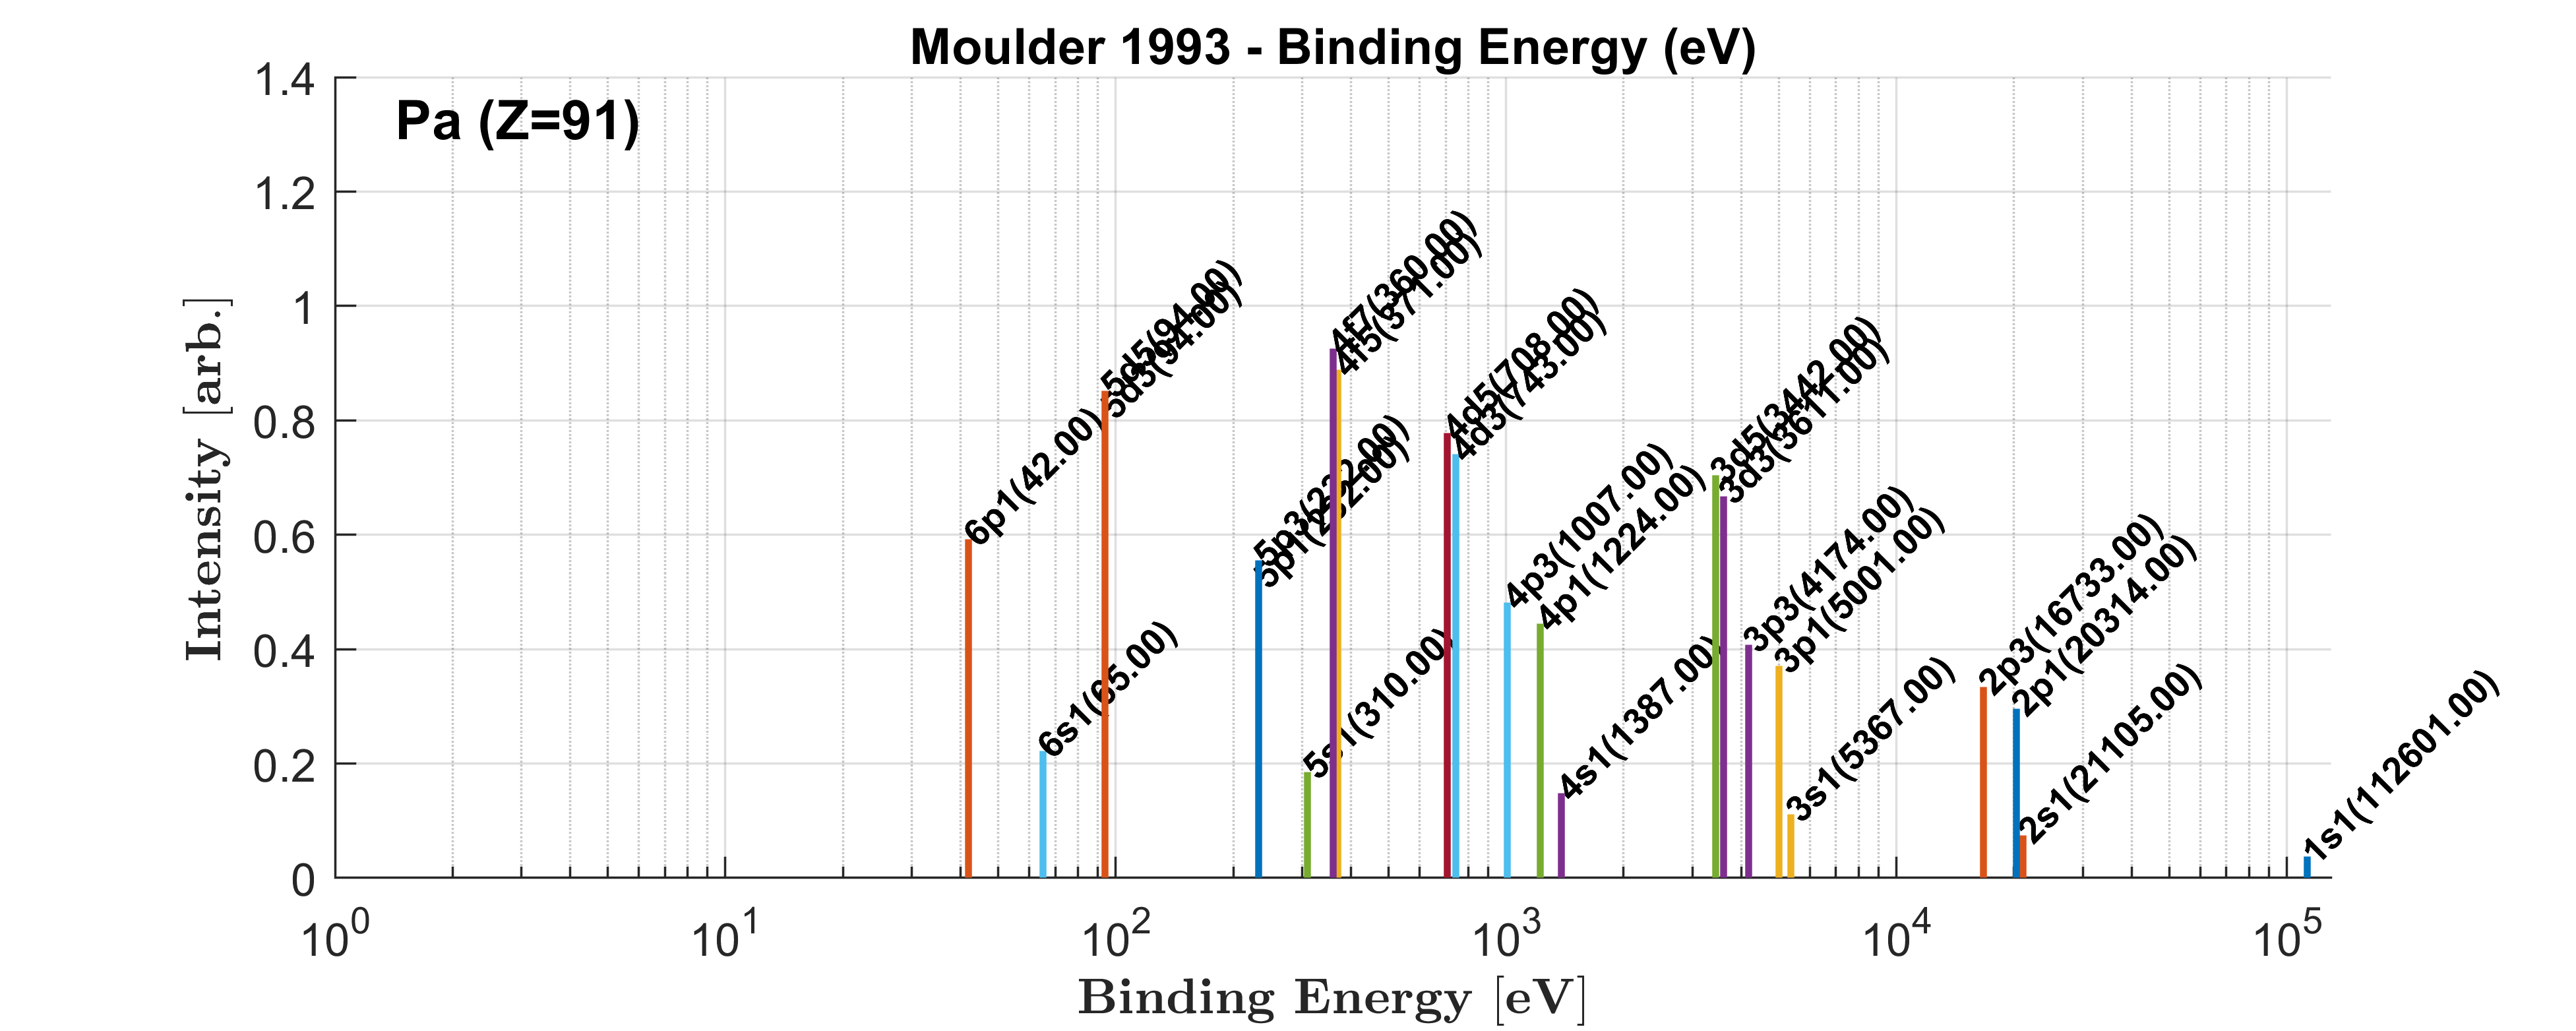 Moulder 1993 - Binding Energy (eV)
Pa (Z=91)
Intensity [arb.]
1.4
1.2
1
0.8
0.6
0.4
0.2
0
6p1(42.00)
6s1(65.00)
5d5(94.00)
5d3(94.00)
5p3(232.00)
5p1(232.00)
5s1(310.00)
4f7(360.00)
4f5(371.00)
4d5(708.00)
4d3(743.00)
4p3(1007.00)
4p1(1224.00)
4s1(1387.00)
3d5(3442.00)
3d3(3611.00)
3p3(4174.00)
3p1(5001.00)
3s1(5367.00)
2p3(16733.00)
2p1(20314.00)
2s1(21105.00)
1s1(112601.00)
10^0 10^1 10^2 10^3 10^4 10^5
Binding Energy [eV]